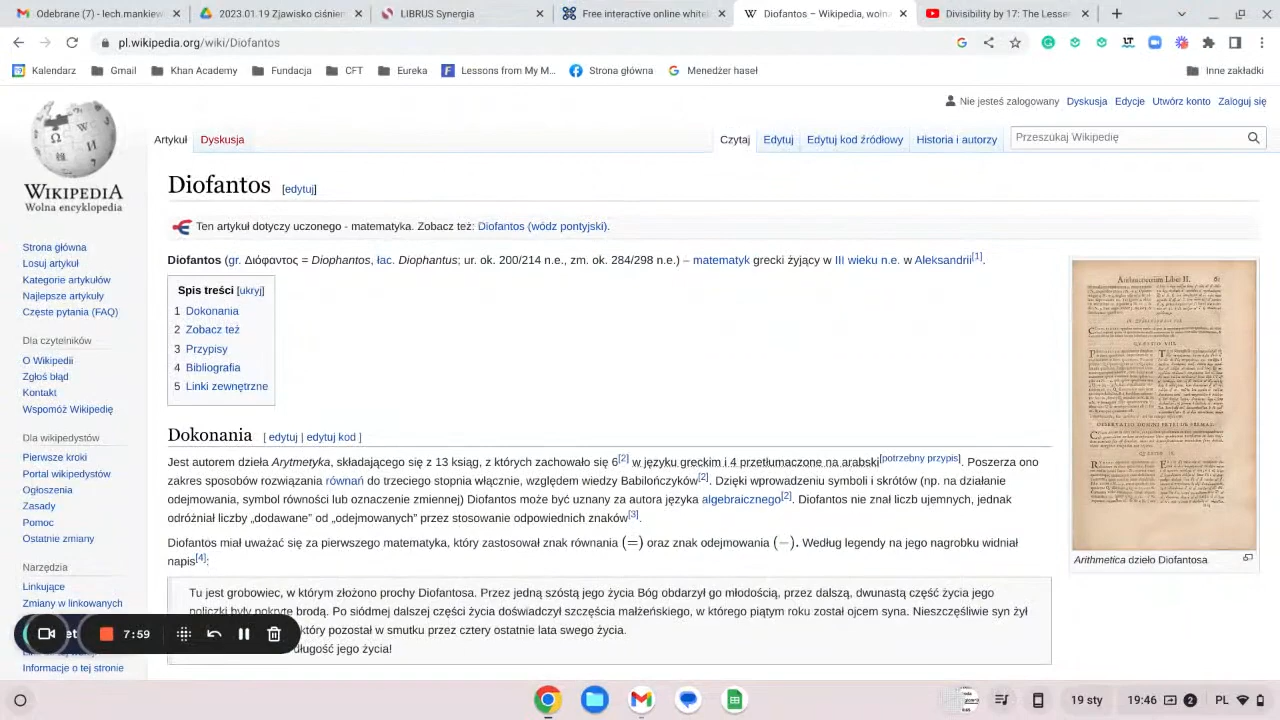 Odebrane (7) - lech.mankiew
2023.01.19 Zjawisko ciśnien
LIBRUS Synergia
Free interactive online whitel
Diofantos – Wikipedia, wolna
Divisibility by 17: The Lesser
pl.wikipedia.org/wiki/Diofantos
Kalendarz
Gmail
Khan Academy
Fundacja
CFT
Eureka
Lessons from My M...
Strona główna
Menedżer haseł
Inne zakładki
Nie jesteś zalogowany Dyskusja Edycje Utwórz konto Zaloguj się
Artykuł Dyskusja
Czytaj Edytuj Edytuj kod źródłowy Historia i autorzy
Przeszukaj Wikipedię
WIKIPEDIA
Wolna encyklopedia
Strona główna
Losuj artykuł
Kategorie artykułów
Najlepsze artykuły
Częste pytania (FAQ)
Dla czytelników
O Wikipedii
Zgłoś błąd
Kontakt
Wspomóż Wikipedię
Dla wikipedystów
Pierwsze kroki
Portal wikipedystów
Ogłoszenia
Zasady
Pomoc
Ostatnie zmiany
Narzędzia
Linkujące
Zmiany w linkowanych
Informacje o tej stronie
Diofantos [edytuj]
Ten artykuł dotyczy uczonego - matematyka. Zobacz też: Diofantos (wódz pontyjski).
Diofantos (gr. Διόφαντος = Diophantos, łac. Diophantus; ur. ok. 200/214 n.e., zm. ok. 284/298 n.e.) – matematyk grecki żyjący w III wieku n.e. w Aleksandrii[1].
Spis treści [ukryj]
1 Dokonania
2 Zobacz też
3 Przypisy
4 Bibliografia
5 Linki zewnętrzne
Dokonania [ edytuj | edytuj kod ]
Jest autorem dzieła Arytmetyka, składającego się z 13 ksiąg, z których zachowało się 6[2] w języku greckim i 4 przetłumaczone na arabski[potrzebny przypis]. Poszerza ono
zakres sposobów rozwiązania równań do trzeciego stopnia włącznie, względem wiedzy Babilończyków[2]. Dzięki wprowadzeniu symboli i skrótów (np. na działanie
odejmowania, symbol równości lub oznaczenie niewiadomej) Diofantos może być uznany za autora języka algebraicznego[2]. Diofantos nie znał liczb ujemnych, jednak
odróżniał liczby „dodawane” od „odejmowanych” przez stosowanie odpowiednich znaków[3].
Diofantos miał uważać się za pierwszego matematyka, który zastosował znak równania (=) oraz znak odejmowania (−). Według legendy na jego nagrobku widniał
napis[4]:
Tu jest grobowiec, w którym złożono prochy Diofantosa. Przez jedną szóstą jego życia Bóg obdarzył go młodością, przez dalszą, dwunastą część życia jego
policzki były pokryte brodą. Po siódmej dalszej części życia doświadczył szczęścia małżeńskiego, w którego piątym roku został ojcem syna. Nieszczęśliwie syn żył
który pozostał w smutku przez cztery ostatnie lata swego życia.
długość jego życia!
Arithmeticorum Liber II. 61
QUÆSTIO VIII.
OBSERVATIO DOMINI PETRI DE FERMAT.
QUÆSTIO IX.
Arithmetica dzieło Diofantosa
7:59
19 sty
19:46
2
PL